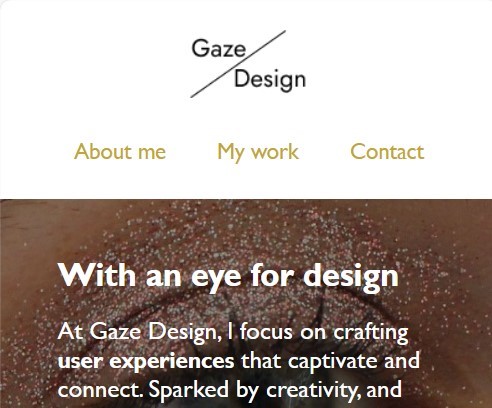 Gaze
Design
About me My work Contact
With an eye for design
At Gaze Design, I focus on crafting
user experiences that captivate and
connect. Sparked by creativity, and